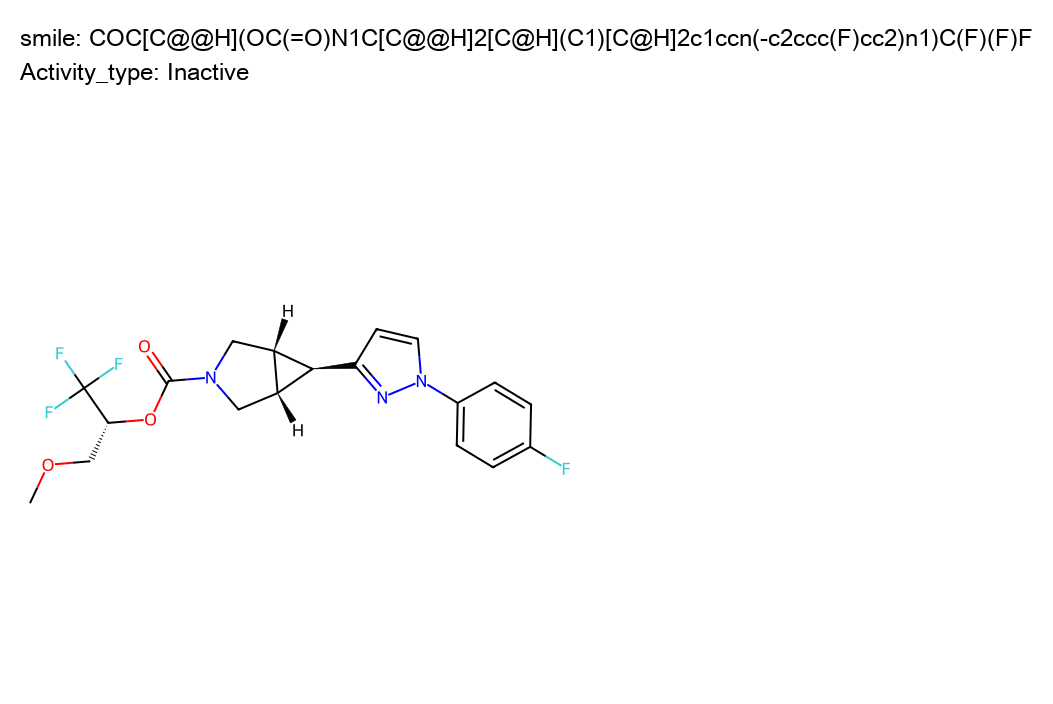 smile: COC[C@@H](OC(=O)N1C[C@@H]2[C@H](C1)[C@H]2c1ccn(-c2ccc(F)cc2)n1)C(F)(F)F
Activity_type: Inactive
H
F
O
F
N
F
N
N
O
H
O
F